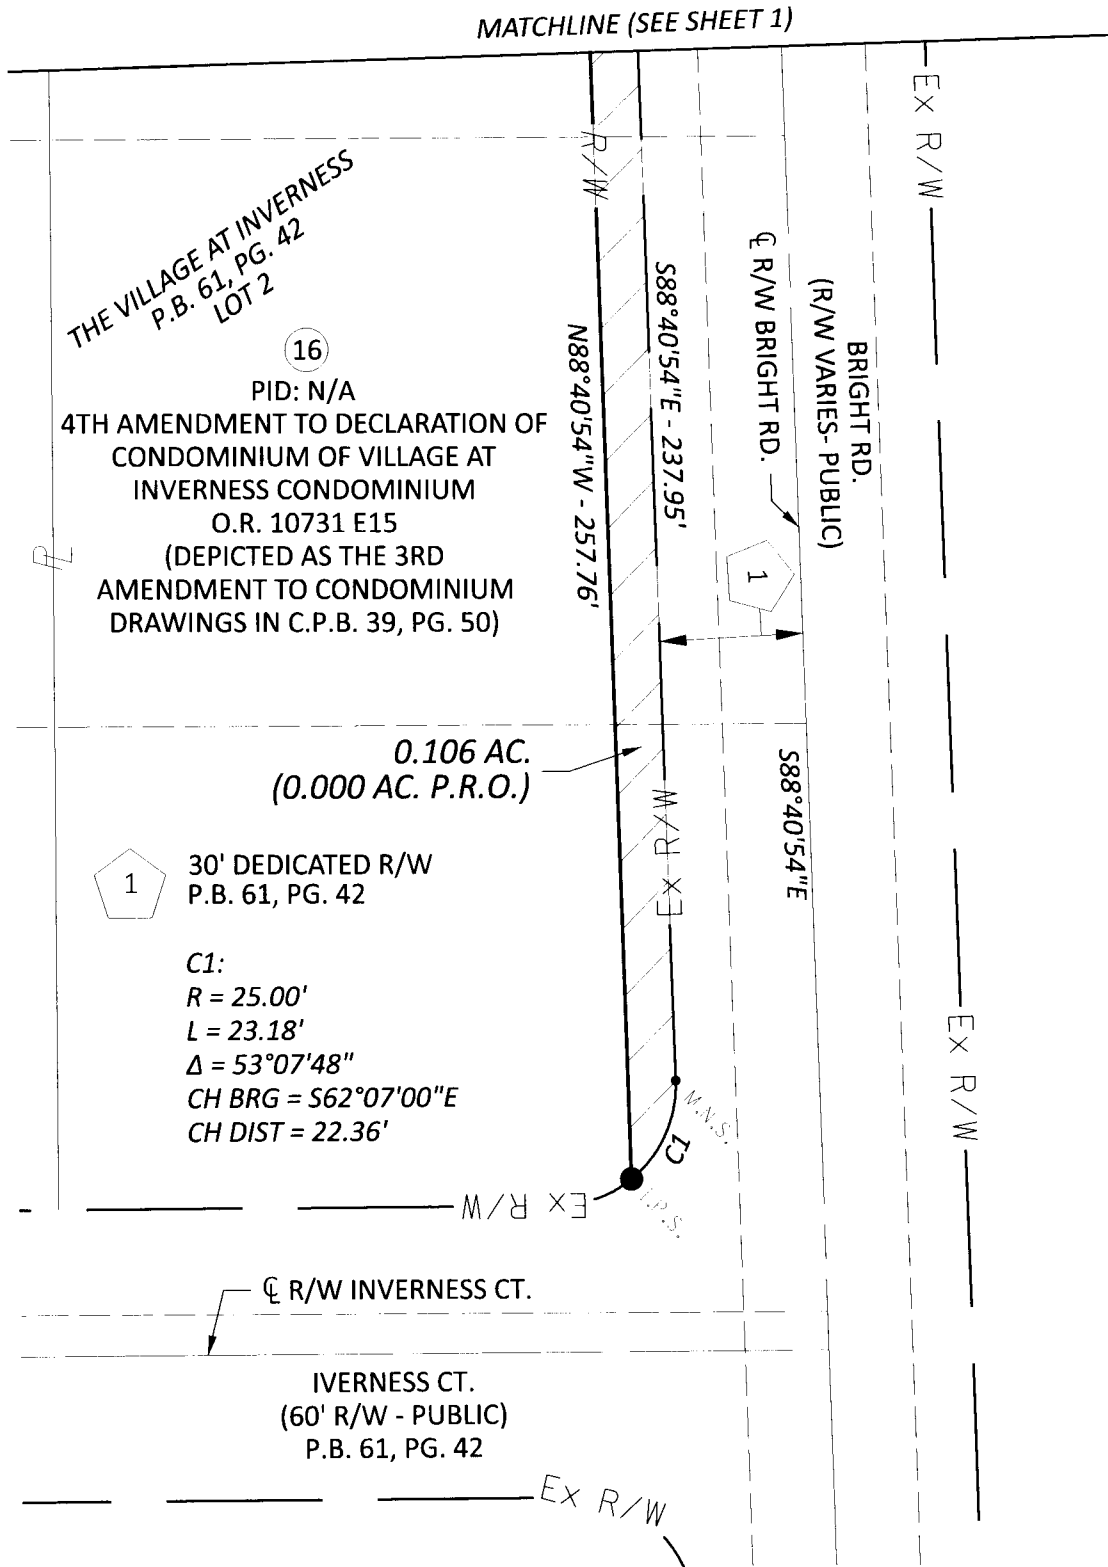 MATCHLINE (SEE SHEET 1)
Ex R/W
R/W
THE VILLAGE AT INVERNESS
P.B. 61, PG. 42
LOT 2
16
PID: N/A
4TH AMENDMENT TO DECLARATION OF
CONDOMINIUM OF VILLAGE AT
INVERNESS CONDOMINIUM
O.R. 10731 E15
(DEPICTED AS THE 3RD
AMENDMENT TO CONDOMINIUM
DRAWINGS IN C.P.B. 39, PG. 50)
PL
N88°40'54"W - 257.76'
S88°40'54"E - 237.95'
℄ R/W BRIGHT RD.
BRIGHT RD.
(R/W VARIES- PUBLIC)
1
0.106 AC.
(0.000 AC. P.R.O.)
S88°40'54"E
Ex R/W
1
30' DEDICATED R/W
P.B. 61, PG. 42
C1:
R = 25.00'
L = 23.18'
Δ = 53°07'48"
CH BRG = S62°07'00"E
CH DIST = 22.36'
M.N.S.
C1
I.P.S.
Ex R/W
Ex R/W
℄ R/W INVERNESS CT.
IVERNESS CT.
(60' R/W - PUBLIC)
P.B. 61, PG. 42
Ex R/W